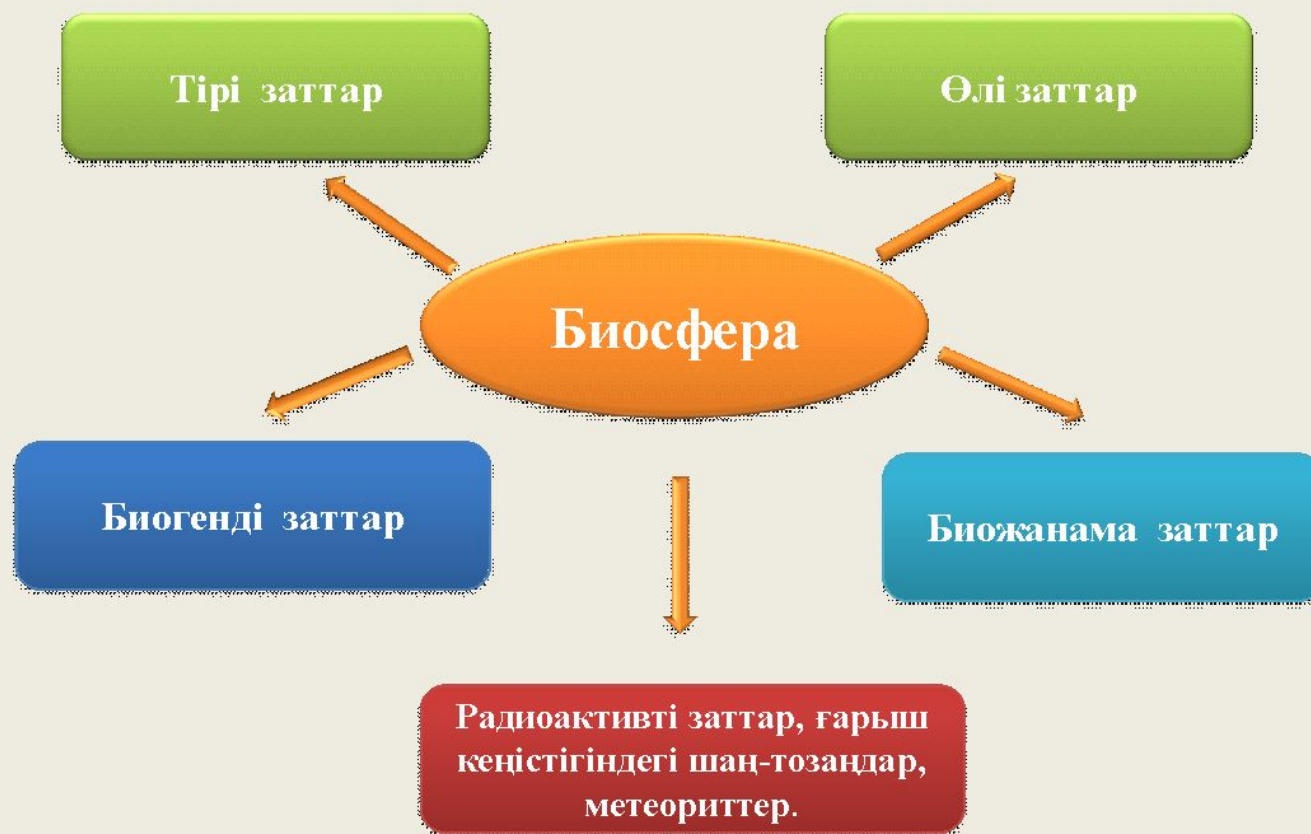 Тірі заттар
Өлі заттар
Биосфера
Биогенді заттар
Биожанама заттар
Радиоактивті заттар, ғарыш
кеңістігіндегі шаң-тозаңдар,
метеориттер.